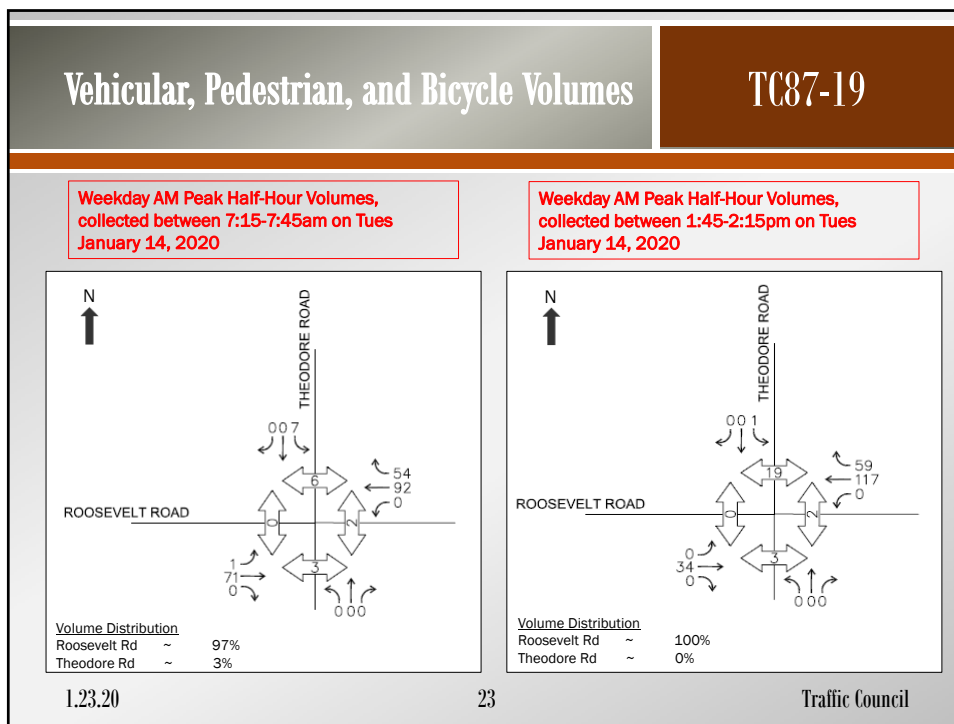 Vehicular, Pedestrian, and Bicycle Volumes
TC87-19
Weekday AM Peak Half-Hour Volumes,
collected between 7:15-7:45am on Tues
January 14, 2020
N
THEODORE ROAD
0 0 7
6
54
92
0
ROOSEVELT ROAD
0
2
1
71
0
3
0 0 0
Volume Distribution
Roosevelt Rd ~ 97%
Theodore Rd ~ 3%
Weekday AM Peak Half-Hour Volumes,
collected between 1:45-2:15pm on Tues
January 14, 2020
N
THEODORE ROAD
0 0 1
19
59
117
0
ROOSEVELT ROAD
0
2
0
34
0
3
0 0 0
Volume Distribution
Roosevelt Rd ~ 100%
Theodore Rd ~ 0%
1.23.20
23
Traffic Council